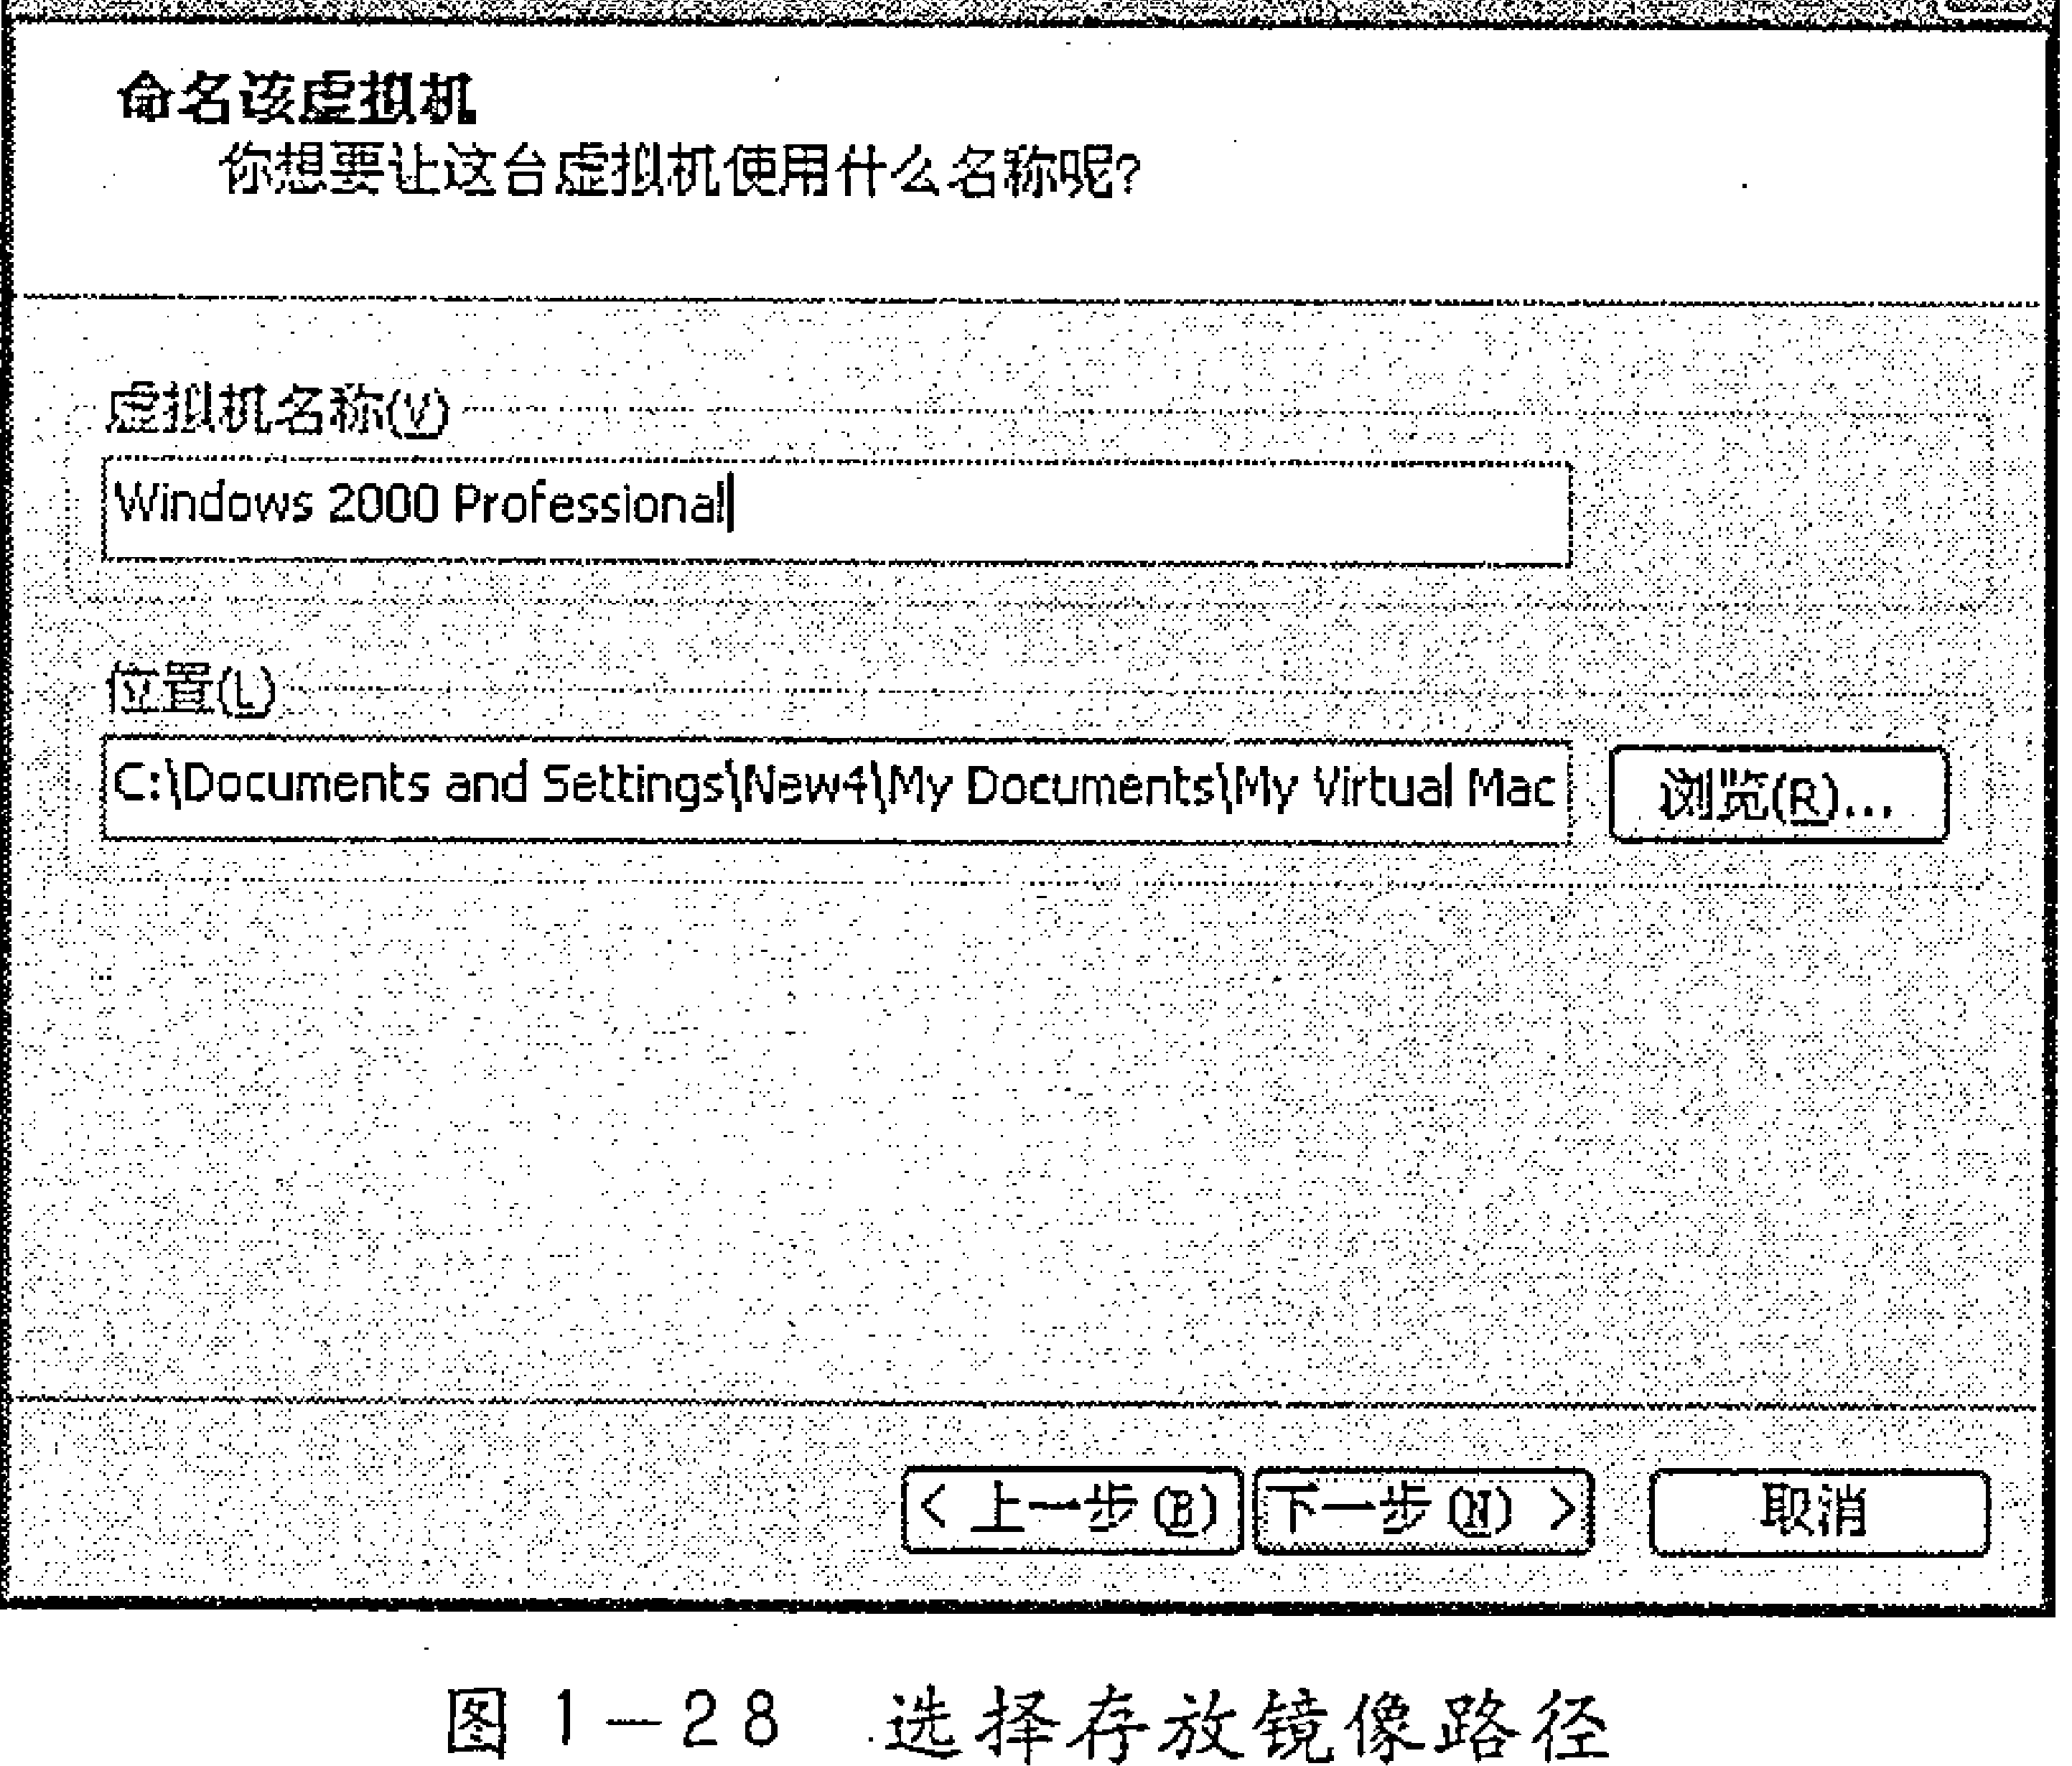 命名该虚拟机
你想要让这台虚拟机使用什么名称呢?
虚拟机名称(V)
Windows 2000 Professional
位置(L)
C:\Documents and Settings\New4\My Documents\My Virtual Mac
浏览(R)...
< 上一步(B)
下一步(N) >
取消
图 1－28 选择存放镜像路径